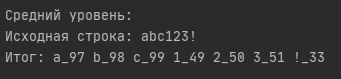 Средний уровень:
Исходная строка: abc123!
Итог: a_97 b_98 c_99 1_49 2_50 3_51 !_33